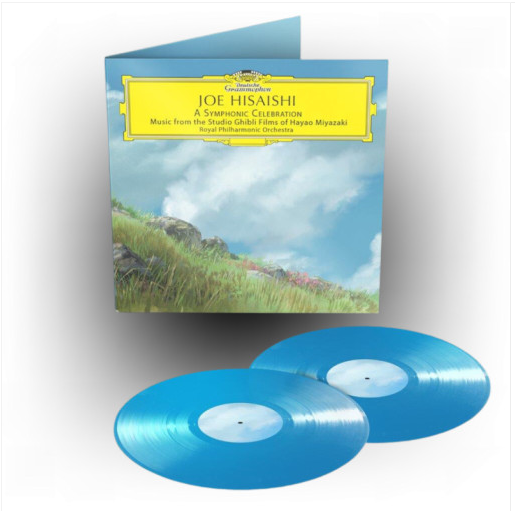 Deutsche
Grammophon
JOE HISAISHI
A SYMPHONIC CELEBRATION
Music from the Studio Ghibli Films of Hayao Miyazaki
Royal Philharmonic Orchestra